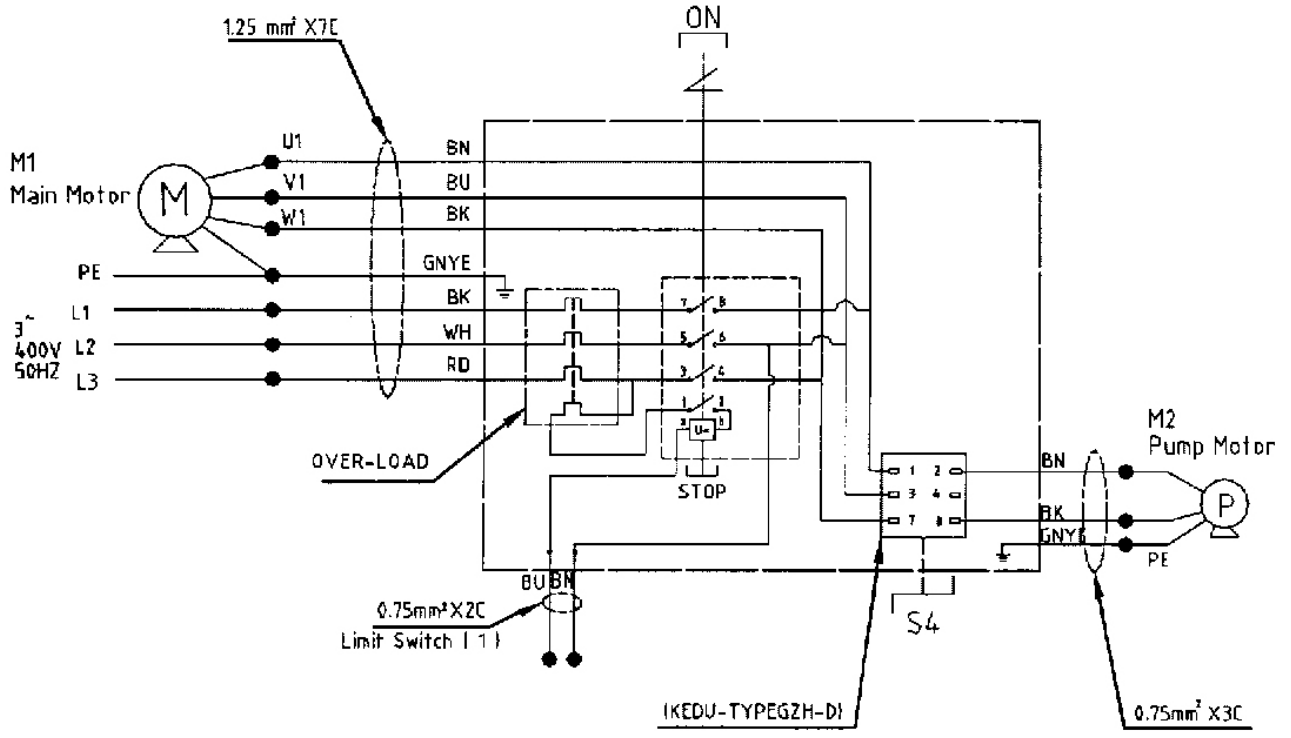 1.25 mm² X7C
ON
M1
Main Motor
M
U1
V1
W1
PE
L1
L2
L3
3~
400V
50HZ
BN
BU
BK
GNYE
BK
WH
RD
7 8
5 6
3 4
1 2
U<
STOP
OVER-LOAD
1 2
3 4
7 8
S4
BN
BK
GNYE
PE
M2
Pump Motor
P
BU BN
0.75mm² X2C
Limit Switch ( 1 )
(KEDU-TYPEGZH-D)
0.75mm² X3C